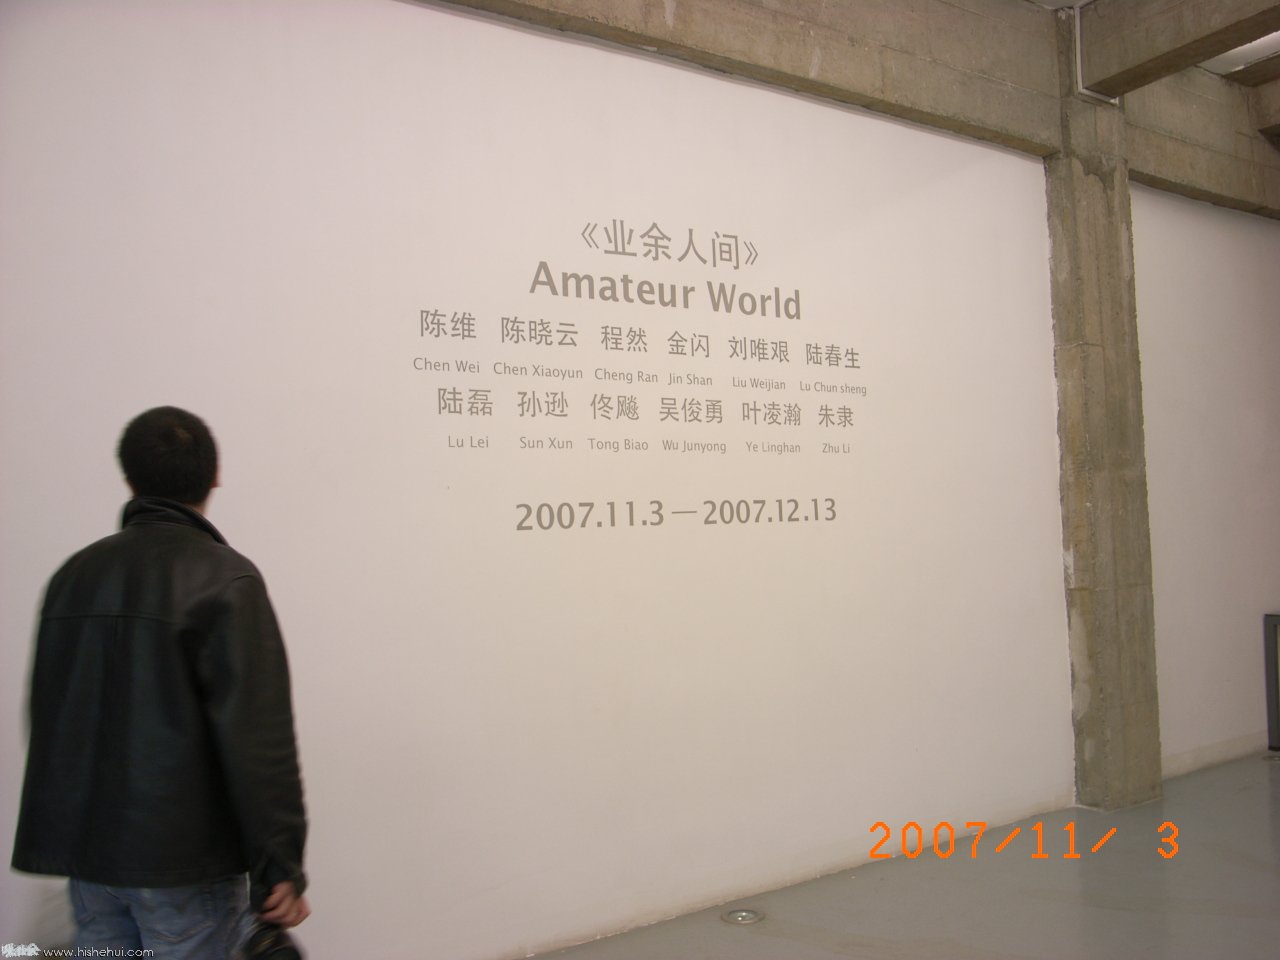 《业余人间》
Amateur World
陈维 陈晓云 程然 金闪 刘唯艰 陆春生
Chen Wei Chen Xiaoyun Cheng Ran Jin Shan Liu Weijian Lu Chun sheng
陆磊 孙逊 佟飚 吴俊勇 叶凌瀚 朱隶
Lu Lei Sun Xun Tong Biao Wu Junyong Ye Linghan Zhu Li
2007.11.3—2007.12.13
2007/11/ 3
www.hishehui.com